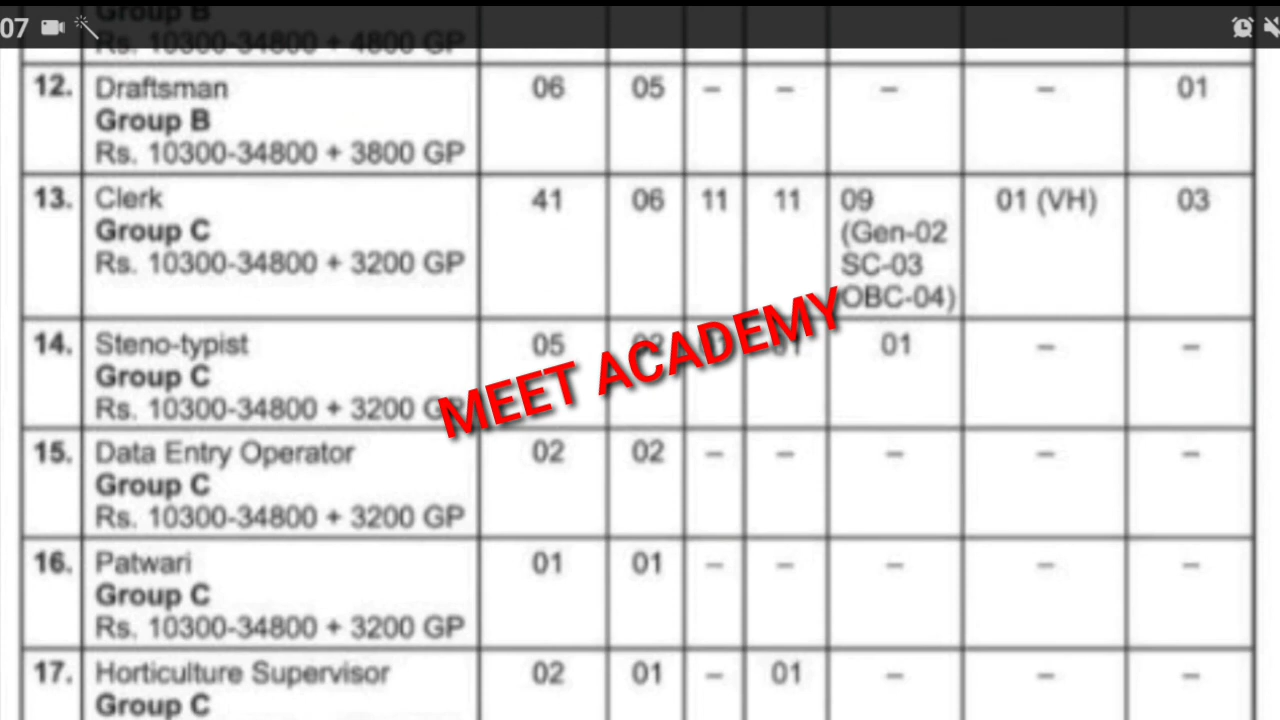 07
Group B
Rs. 10300-34800 + 4800 GP
12. Draftsman 06 05 – – – – 01
Group B
Rs. 10300-34800 + 3800 GP
13. Clerk 41 06 11 11 09 01 (VH) 03
Group C (Gen-02
Rs. 10300-34800 + 3200 GP SC-03
OBC-04)
14. Steno-typist 05 02 01 01 – –
Group C
Rs. 10300-34800 + 3200 GP
MEET ACADEMY
15. Data Entry Operator 02 02 – – – – –
Group C
Rs. 10300-34800 + 3200 GP
16. Patwari 01 01 – – – – –
Group C
Rs. 10300-34800 + 3200 GP
17. Horticulture Supervisor 02 01 – 01 – – –
Group C